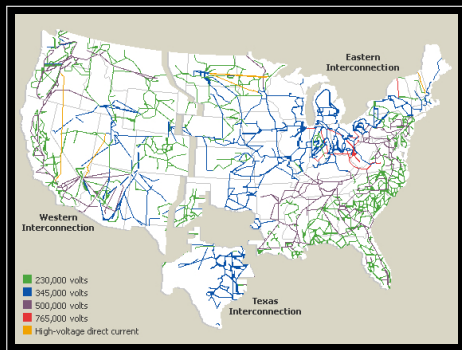 Eastern
Interconnection
Western
Interconnection
230,000 volts
345,000 volts
500,000 volts
765,000 volts
High-voltage direct current
Texas
Interconnection